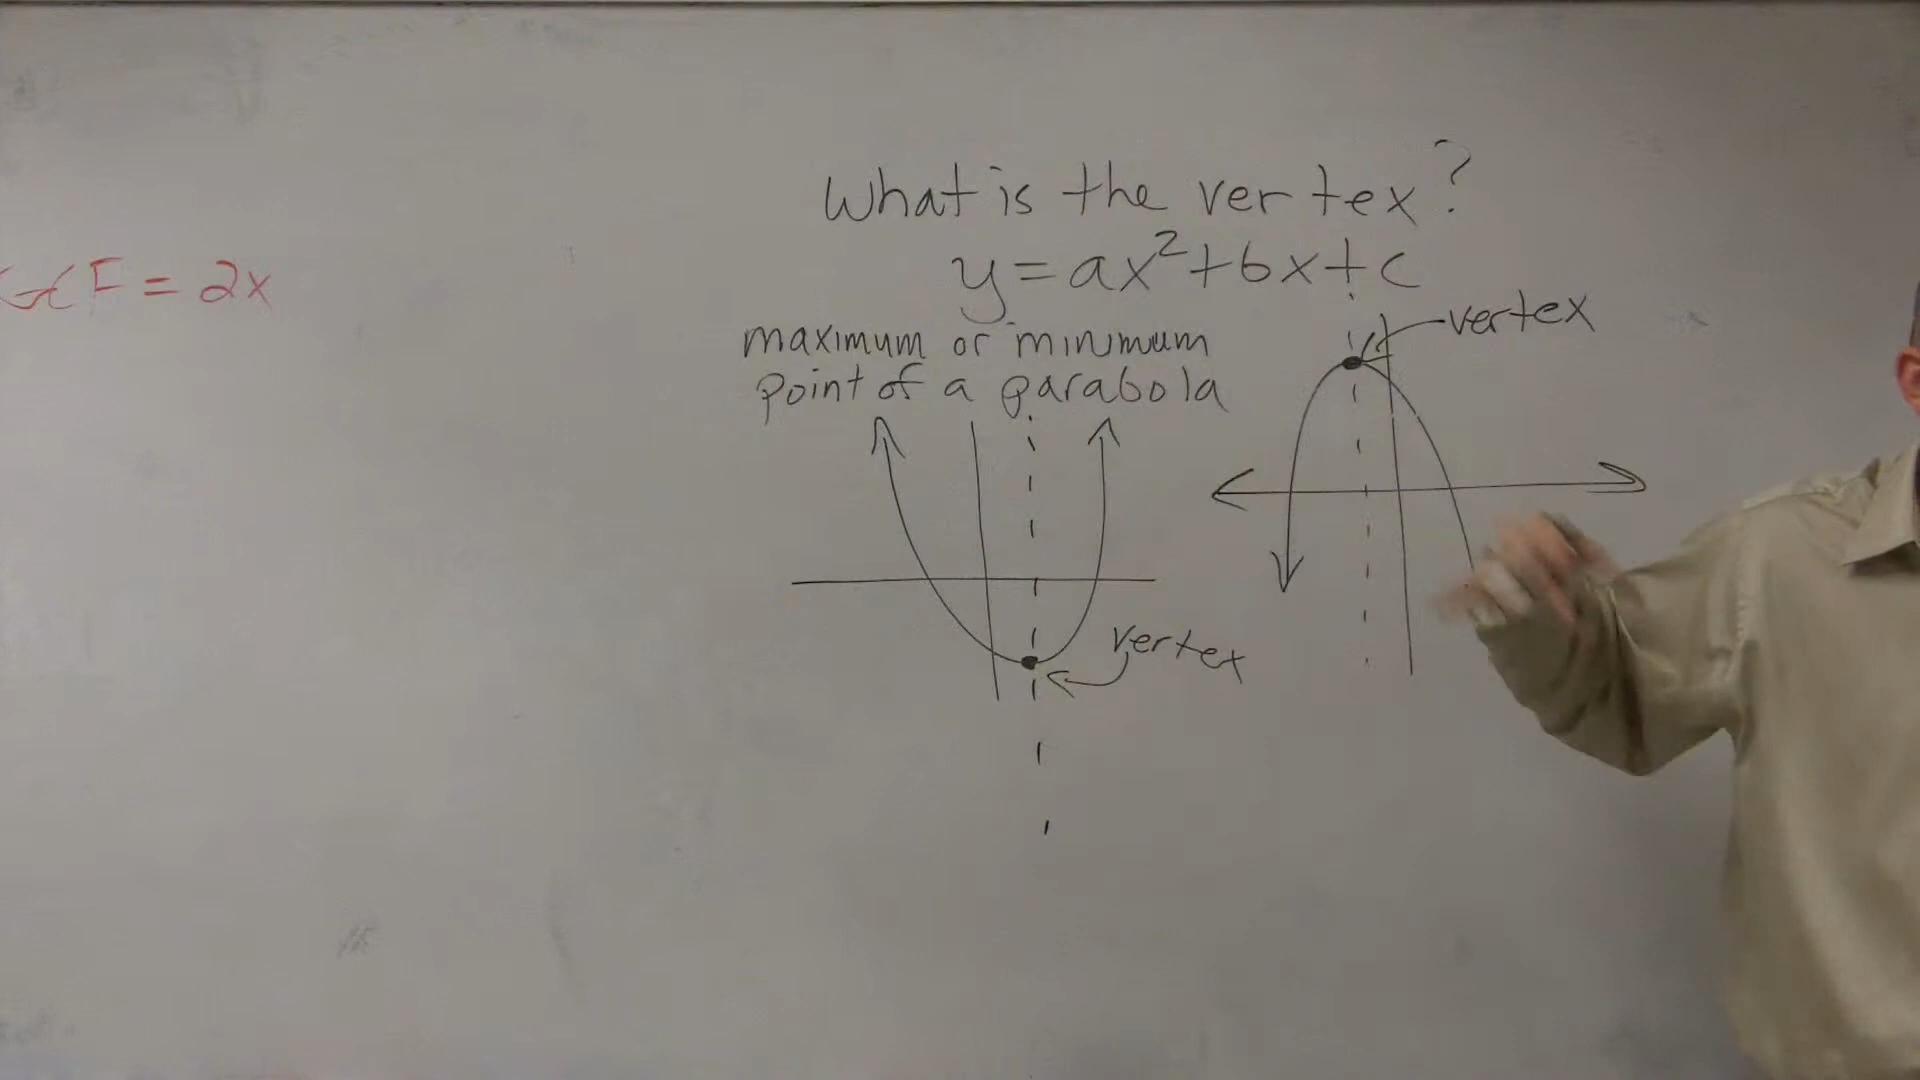 What is the vertex?
y=ax²+bx+c
GCF = 2x
maximum or minimum
point of a parabola
vertex
vertex